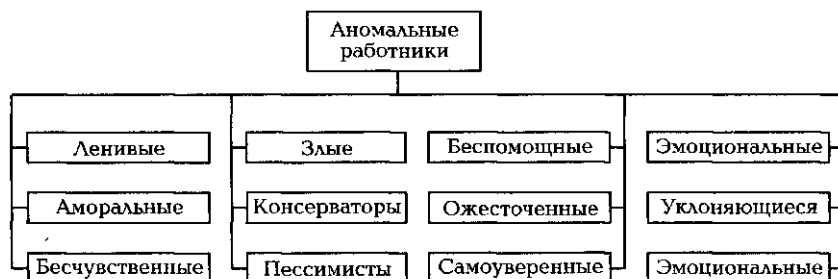 Аномальные
работники
Ленивые Злые Беспомощные Эмоциональные
Аморальные Консерваторы Ожесточенные Уклоняющиеся
Бесчувственные Пессимисты Самоуверенные Эмоциональные